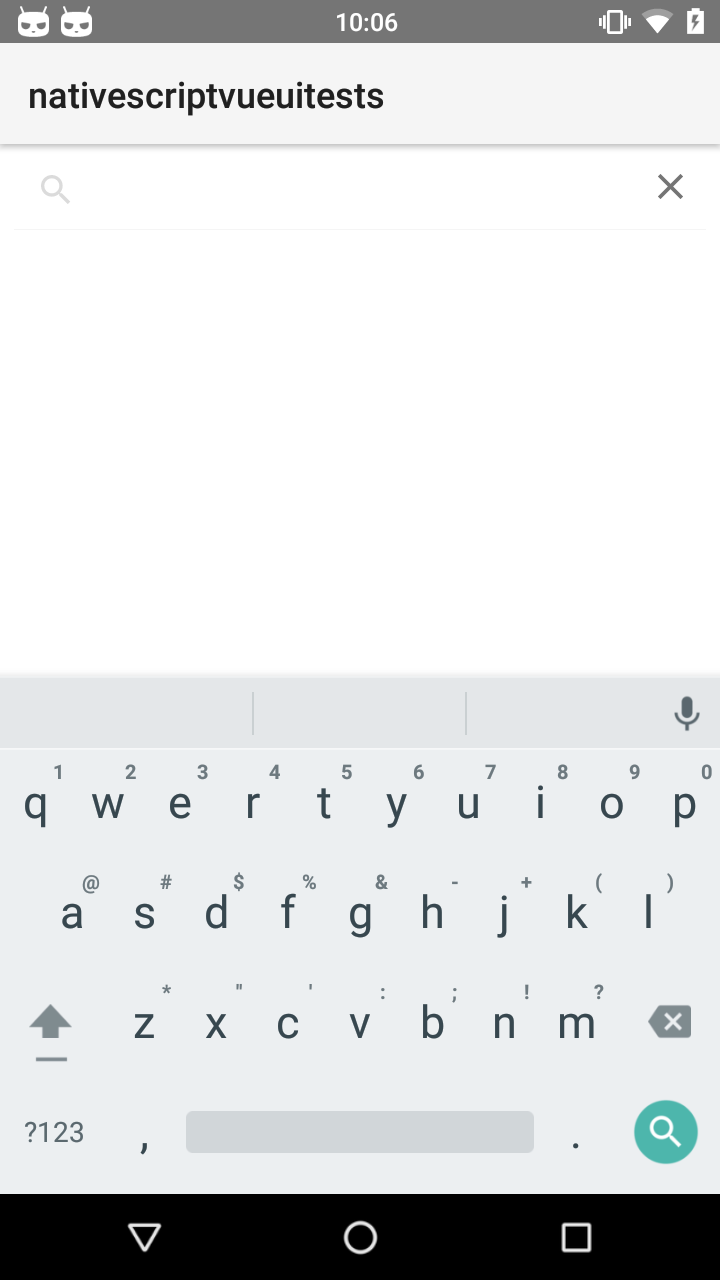 10:06
nativescriptvueuitests
1 2 3 4 5 6 7 8 9 0
q w e r t y u i o p
@ # $ % & - + ( )
a s d f g h j k l
* " ' : ; ! ?
z x c v b n m
?123 , .